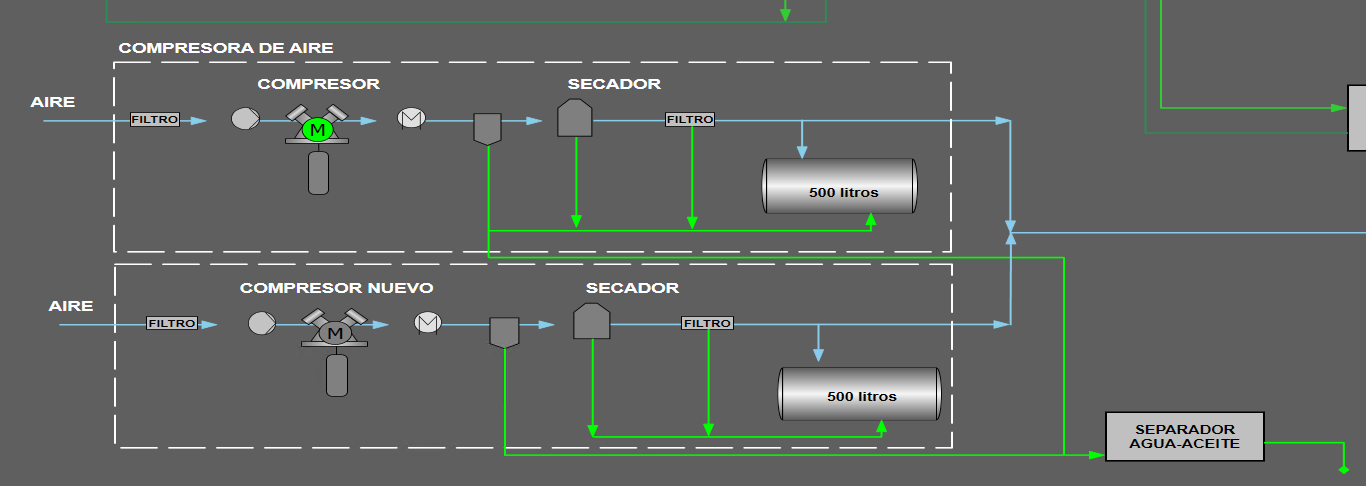 COMPRESORA DE AIRE
COMPRESOR
SECADOR
AIRE
FILTRO
M
FILTRO
500 litros
COMPRESOR NUEVO
SECADOR
AIRE
FILTRO
M
FILTRO
500 litros
SEPARADOR
AGUA-ACEITE